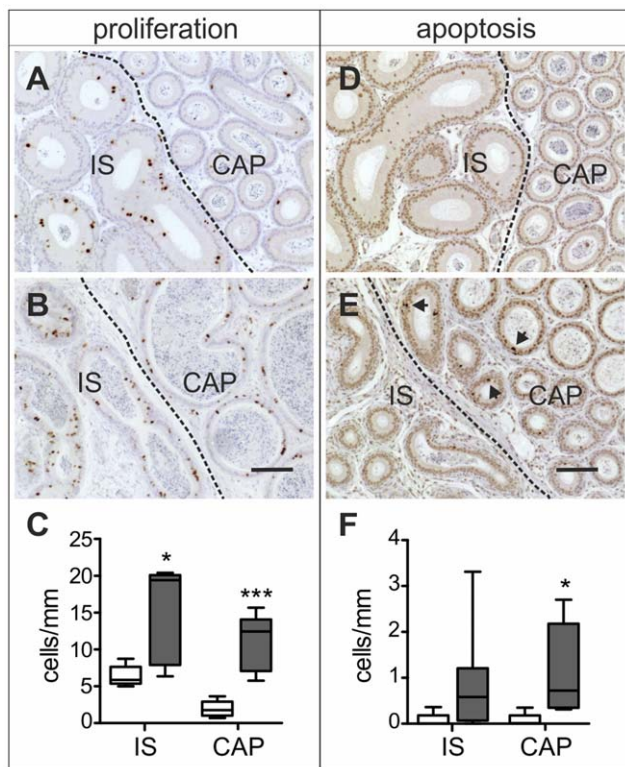 proliferation
apoptosis
A
IS
CAP
D
IS
CAP
B
IS
CAP
E
IS
CAP
C
cells/mm
25
20
15
10
5
0
*
***
IS
CAP
F
cells/mm
4
3
2
1
0
*
IS
CAP